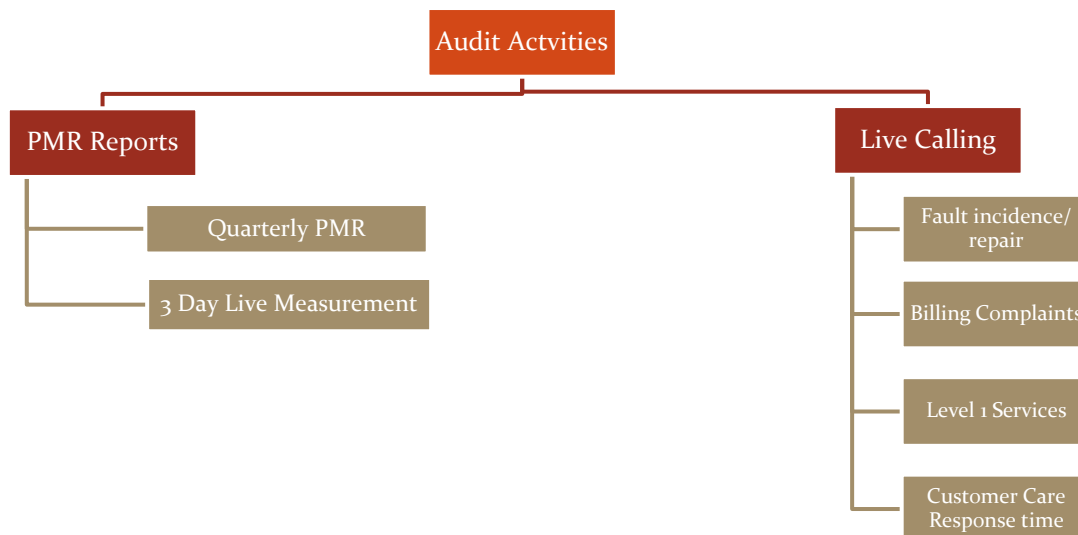 Audit Actvities
PMR Reports
Quarterly PMR
3 Day Live Measurement
Live Calling
Fault incidence/
repair
Billing Complaints
Level 1 Services
Customer Care
Response time